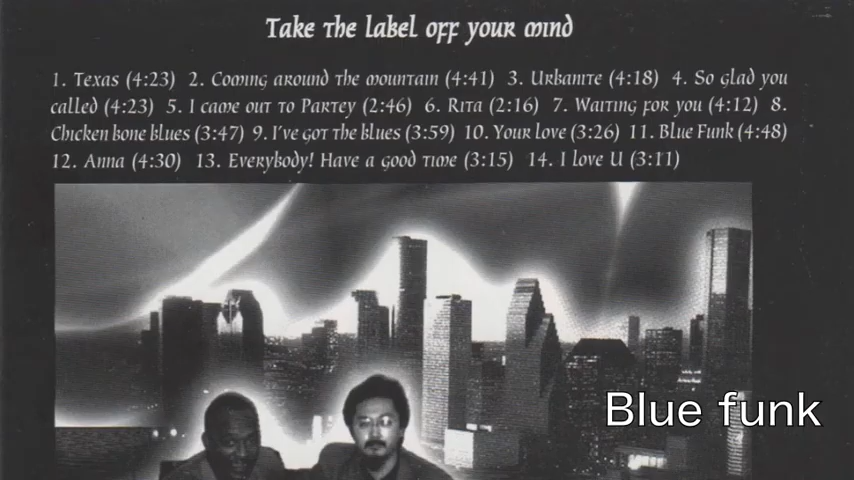 Take the label off your mind
1. Texas (4:23) 2. Coming around the mountain (4:41) 3. Urbanite (4:18) 4. So glad you
called (4:23) 5. I came out to Partey (2:46) 6. Rita (2:16) 7. Waiting for you (4:12) 8.
Chicken bone blues (3:47) 9. I've got the blues (3:59) 10. Your love (3:26) 11. Blue Funk (4:48)
12. Anna (4:30) 13. Everybody! Have a good time (3:15) 14. I love U (3:11)
Blue funk